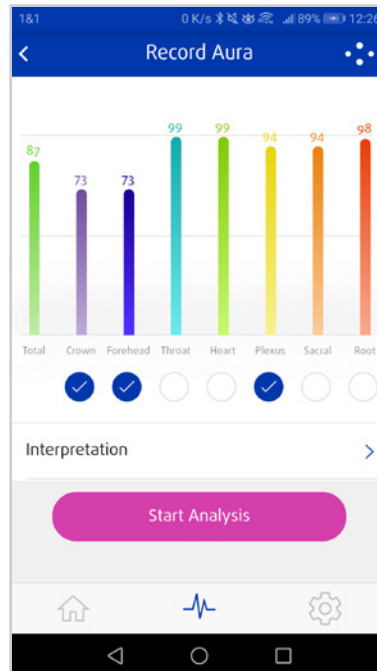 1&1 0 K/s 89% 12:26
Record Aura
87 73 73 99 99 94 94 98
Total Crown Forehead Throat Heart Plexus Sacral Root
Interpretation
Start Analysis